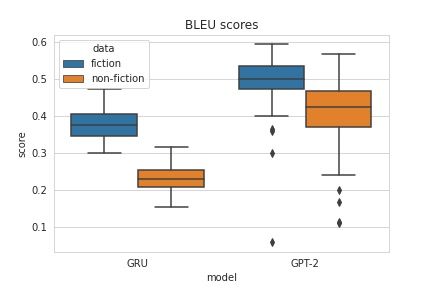 BLEU scores
data
fiction
non-fiction
0.6
0.5
0.4
0.3
0.2
0.1
score
GRU
GPT-2
model